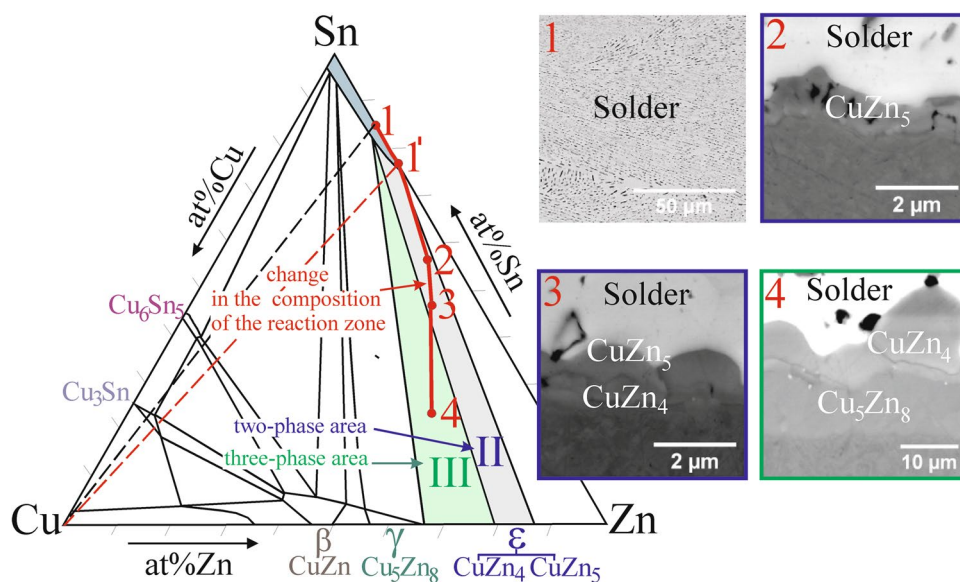 Sn
at%Cu
at%Sn
1
1'
2
3
4
change
in the composition
of the reaction zone
Cu6Sn5
Cu3Sn
two-phase area
three-phase area
II
III
Cu
Zn
at%Zn
β
CuZn
γ
Cu5Zn8
ε
CuZn4 CuZn5
1
Solder
50 µm
2
Solder
CuZn5
2 µm
3
Solder
CuZn5
CuZn4
2 µm
4
Solder
CuZn4
Cu5Zn8
10 µm